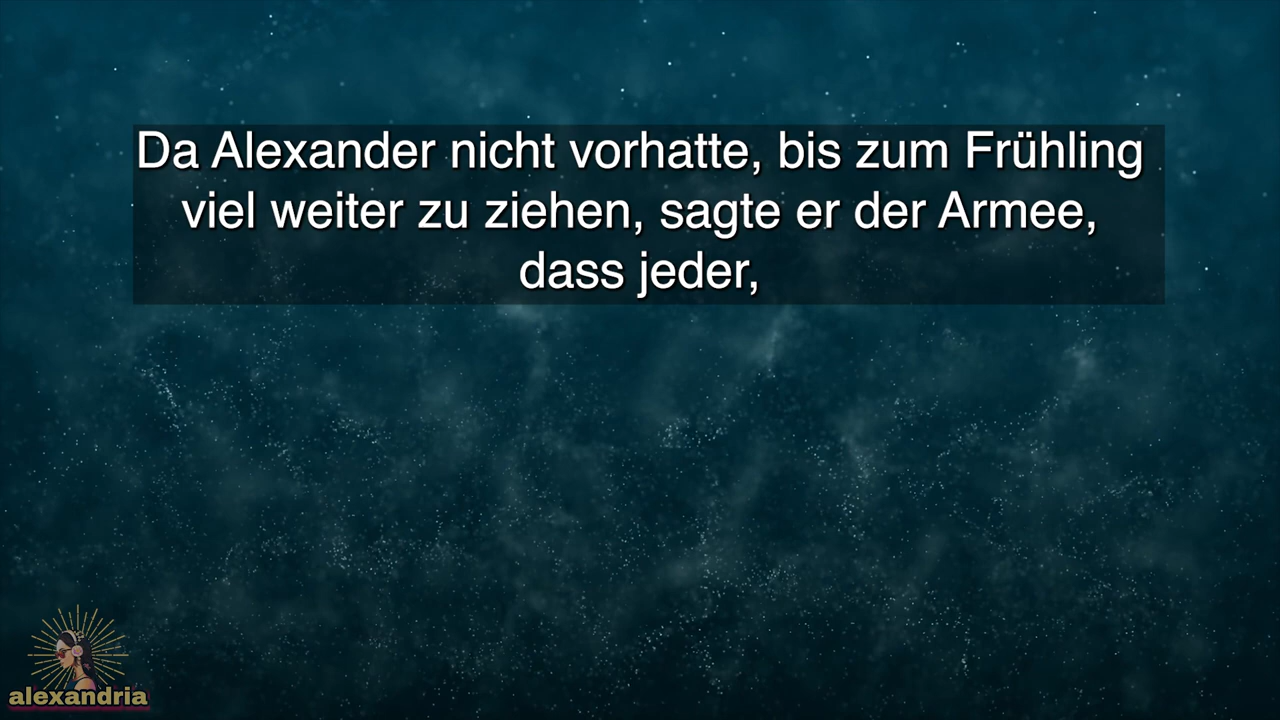 Da Alexander nicht vorhatte, bis zum Frühling
viel weiter zu ziehen, sagte er der Armee,
dass jeder,
alexandria